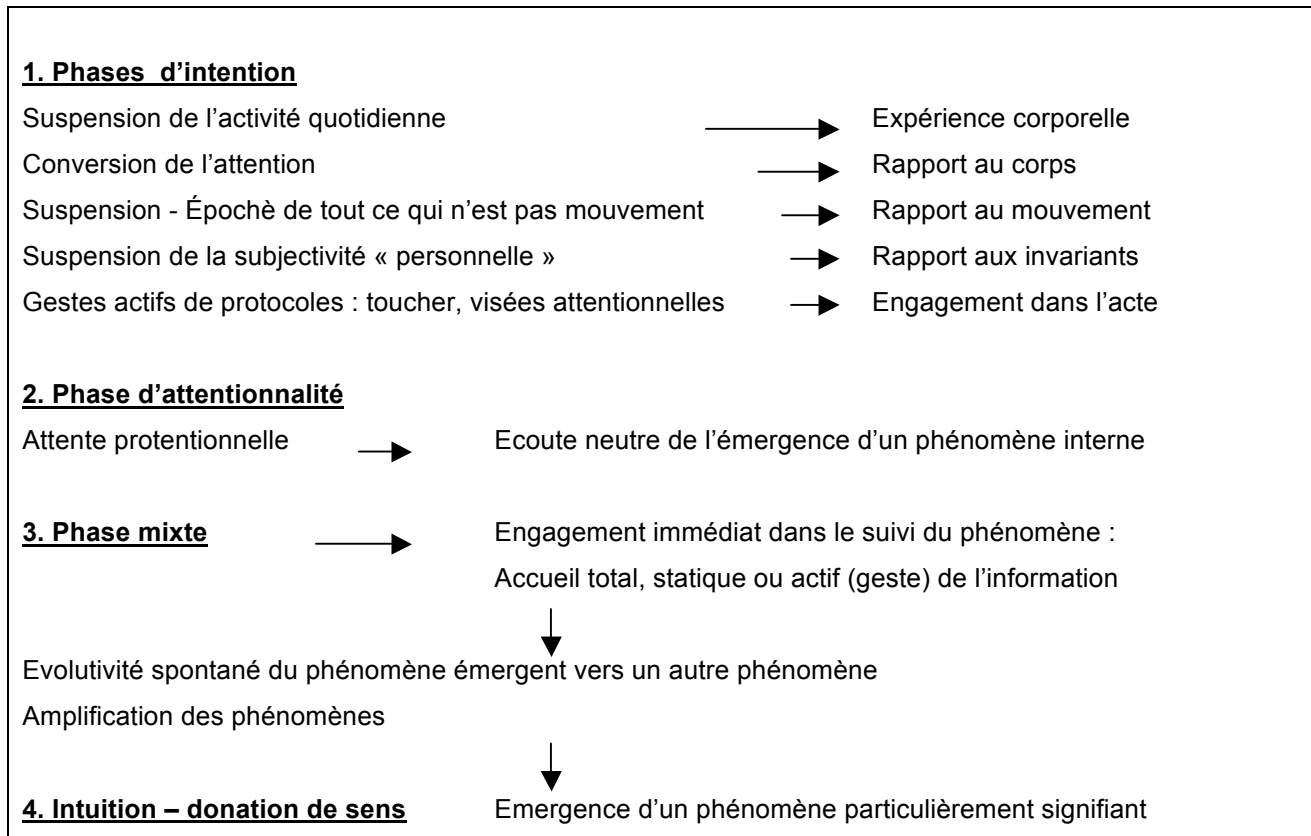 1. Phases d’intention
Suspension de l’activité quotidienne Expérience corporelle
Conversion de l’attention Rapport au corps
Suspension - Épochè de tout ce qui n’est pas mouvement Rapport au mouvement
Suspension de la subjectivité « personnelle » Rapport aux invariants
Gestes actifs de protocoles : toucher, visées attentionnelles Engagement dans l’acte
2. Phase d’attentionnalité
Attente protentionnelle Ecoute neutre de l’émergence d’un phénomène interne
3. Phase mixte Engagement immédiat dans le suivi du phénomène :
Accueil total, statique ou actif (geste) de l’information
Evolutivité spontané du phénomène émergent vers un autre phénomène
Amplification des phénomènes
4. Intuition – donation de sens Emergence d’un phénomène particulièrement signifiant